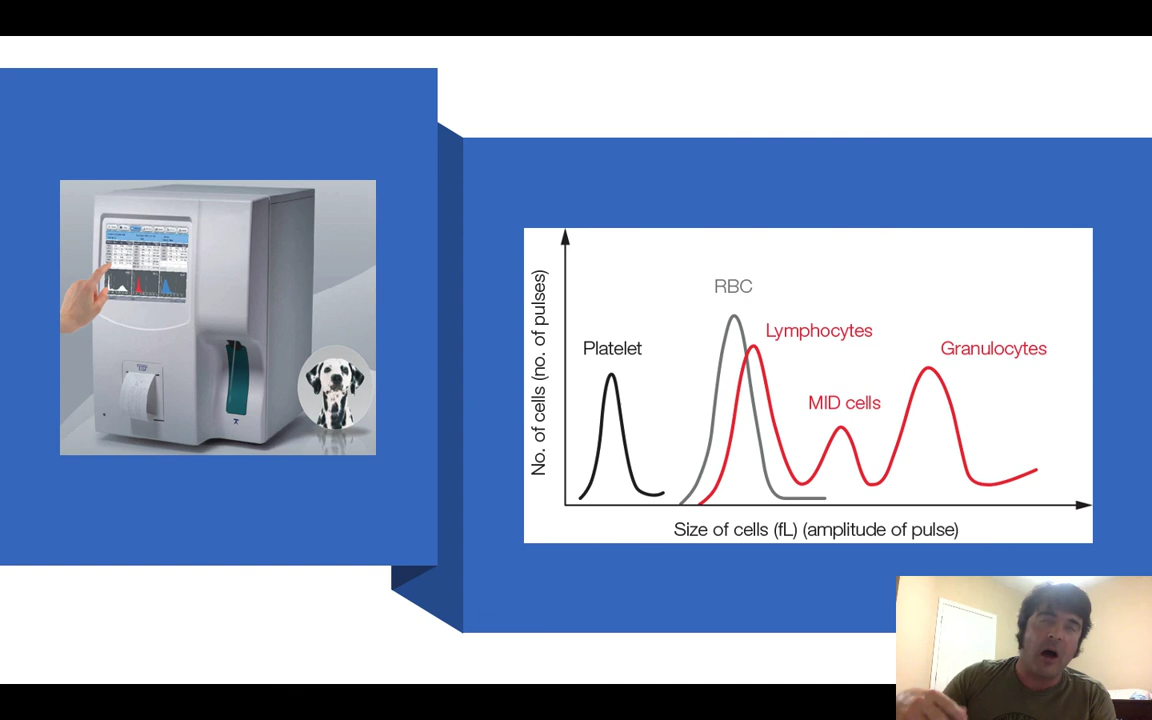 RBC
Lymphocytes
Platelet
Granulocytes
MID cells
No. of cells (no. of pulses)
Size of cells (fL) (amplitude of pulse)